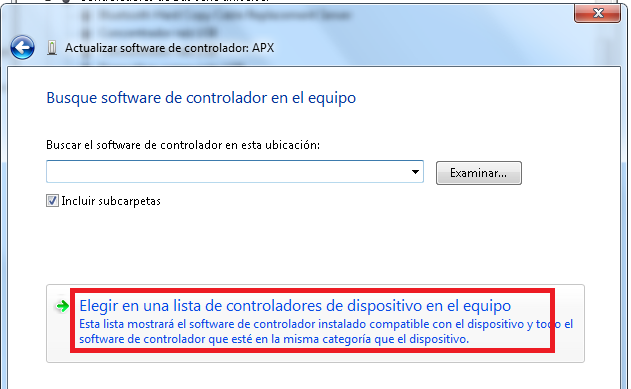 Actualizar software de controlador: APX
Busque software de controlador en el equipo
Buscar el software de controlador en esta ubicación:
Examinar...
Incluir subcarpetas
Elegir en una lista de controladores de dispositivo en el equipo
Esta lista mostrará el software de controlador instalado compatible con el dispositivo y todo el
software de controlador que esté en la misma categoría que el dispositivo.